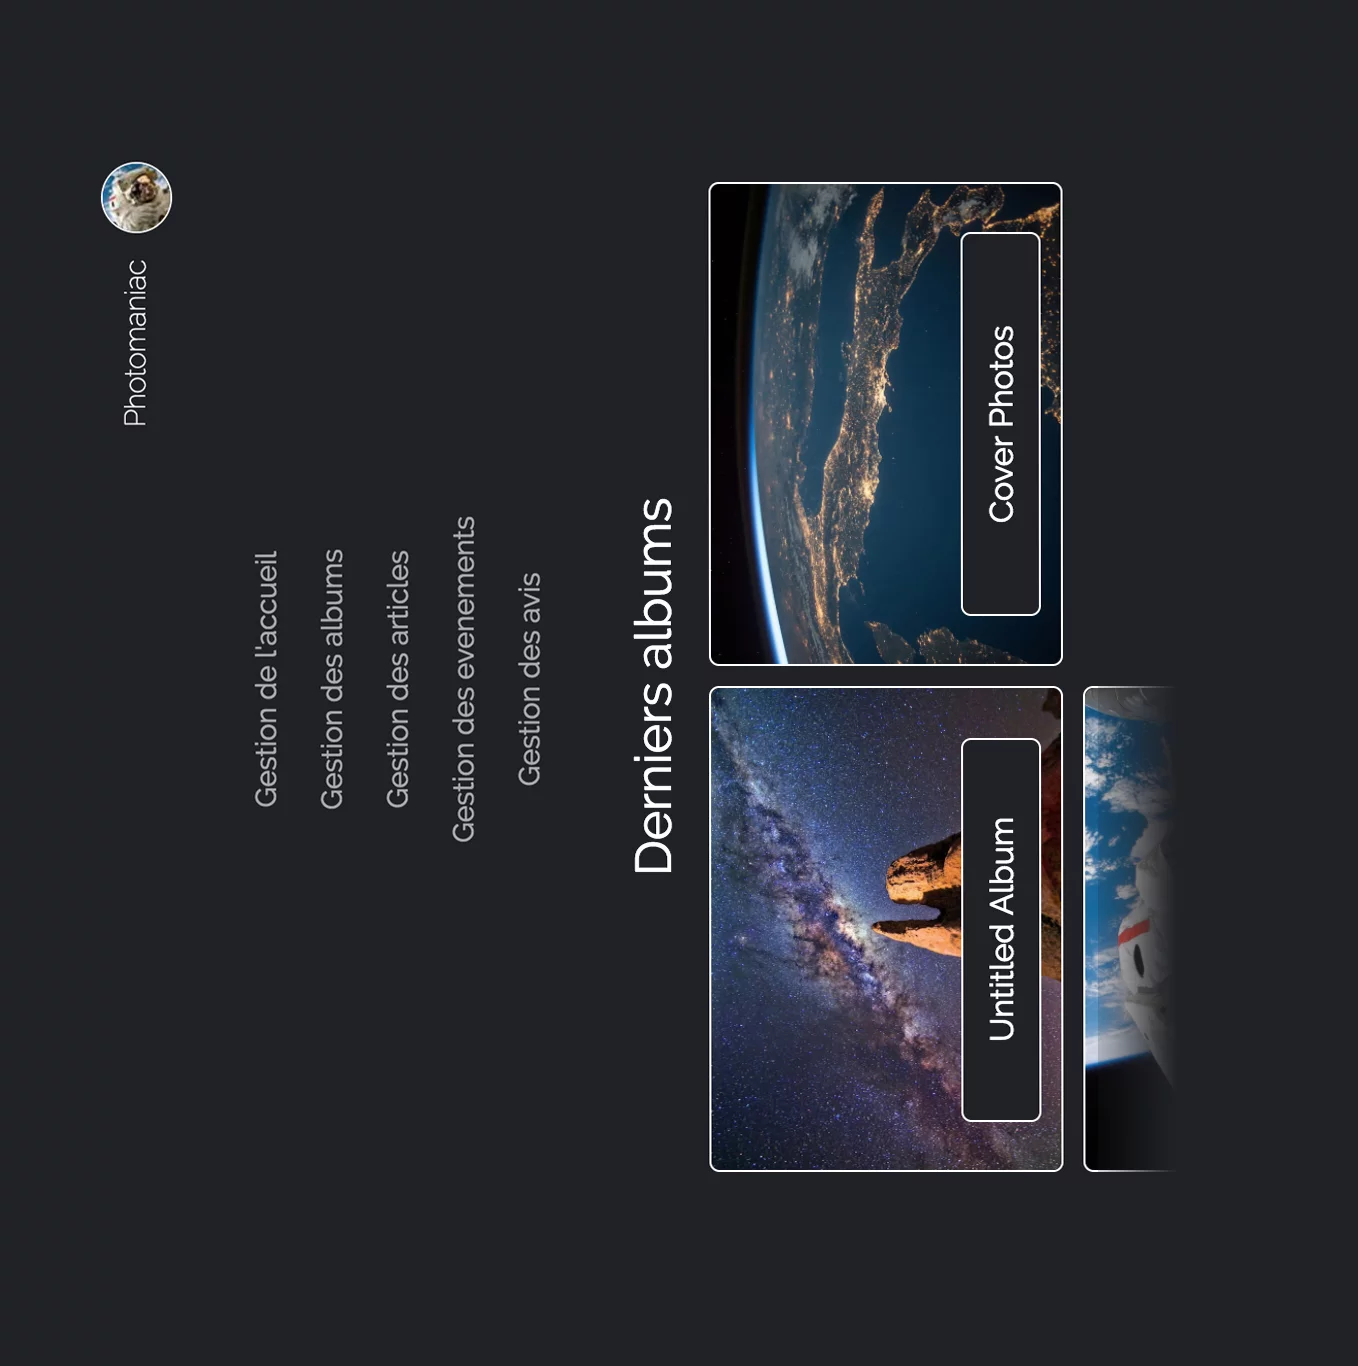 Photomaniac
Gestion de l'accueil
Gestion des albums
Gestion des articles
Gestion des evenements
Gestion des avis
Derniers albums
Untitled Album
Cover Photos